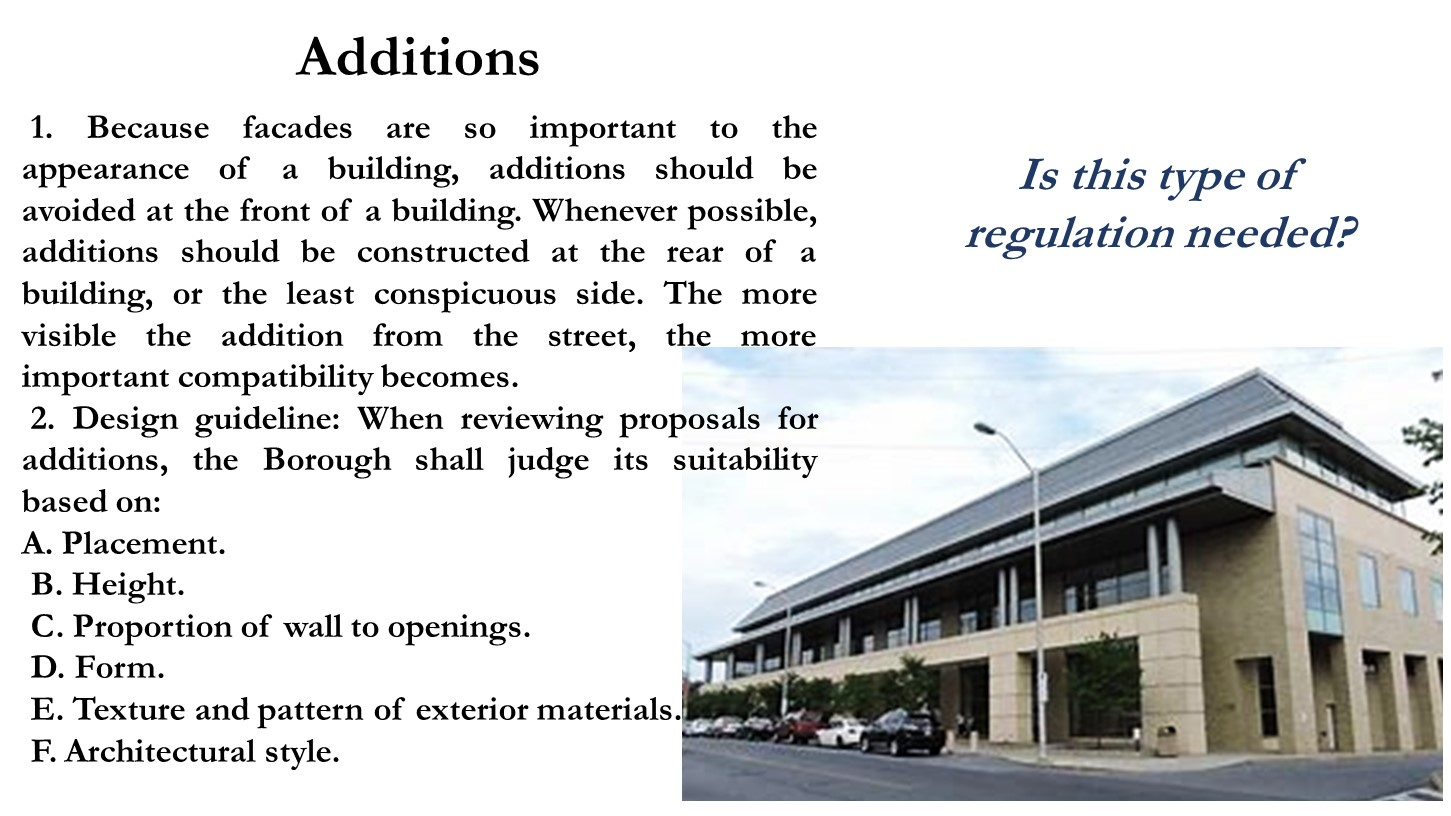 Additions
1. Because facades are so important to the
appearance of a building, additions should be
avoided at the front of a building. Whenever possible,
additions should be constructed at the rear of a
building, or the least conspicuous side. The more
visible the addition from the street, the more
important compatibility becomes.
2. Design guideline: When reviewing proposals for
additions, the Borough shall judge its suitability
based on:
A. Placement.
B. Height.
C. Proportion of wall to openings.
D. Form.
E. Texture and pattern of exterior materials.
F. Architectural style.
Is this type of
regulation needed?